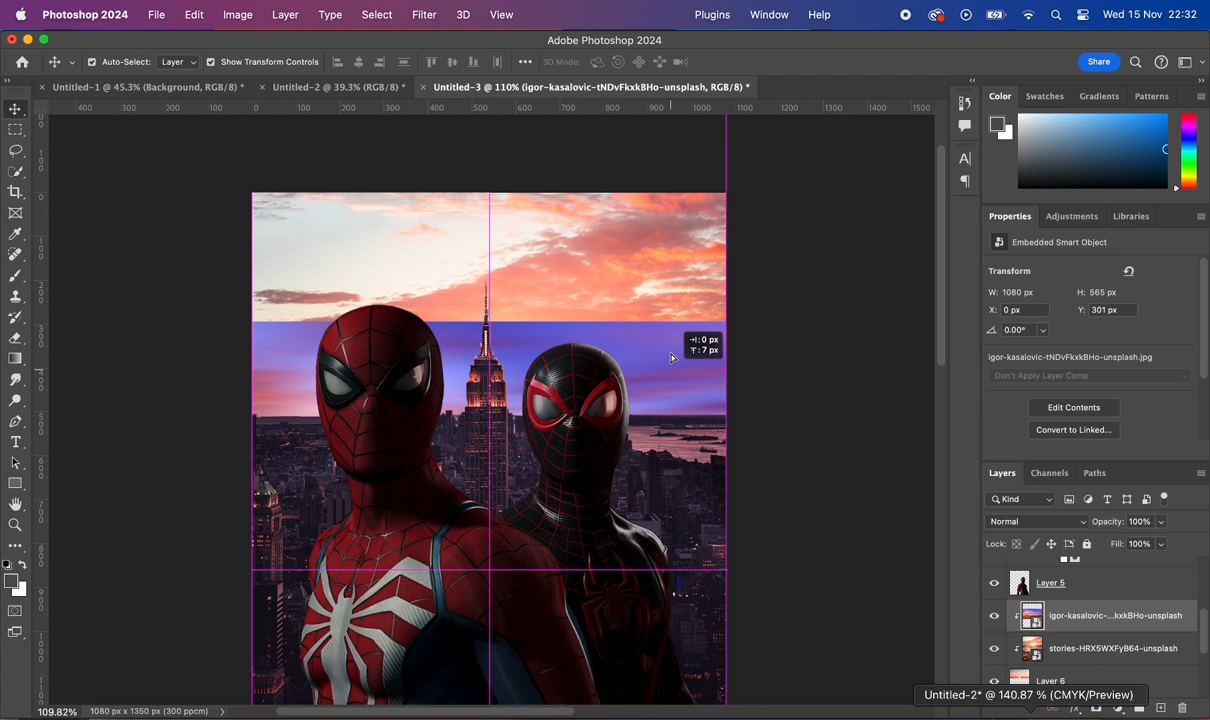 Photoshop 2024 File Edit Image Layer Type Select Filter 3D View Plugins Window Help Wed 15 Nov 22:32
Adobe Photoshop 2024
Auto-Select: Layer Show Transform Controls 3D Mode: Share
Untitled-1 @ 45.3% (Background, RGB/8) * Untitled-2 @ 39.3% (RGB/8) * Untitled-3 @ 110% (igor-kasalovic-tNDvFkxkBHo-unsplash, RGB/8) *
400 300 200 100 0 100 200 300 400 500 600 700 800 900 1000 1100 1200 1300 1400 1500
Color Swatches Gradients Patterns
Properties Adjustments Libraries
Embedded Smart Object
Transform
W: 1080 px H: 565 px
X: 0 px Y: 301 px
0.00°
igor-kasalovic-tNDvFkxkBHo-unsplash.jpg
Don't Apply Layer Comp
Edit Contents
Convert to Linked...
: 0 px
: 7 px
Layers Channels Paths
Kind
Normal Opacity: 100%
Lock: Fill: 100%
Layer 5
igor-kasalovic-...kxkBHo-unsplash
stories-HRX5WXFyB64-unsplash
Layer 6
Untitled-2* @ 140.87 % (CMYK/Preview)
109.82% 1080 px x 1350 px (300 ppcm)